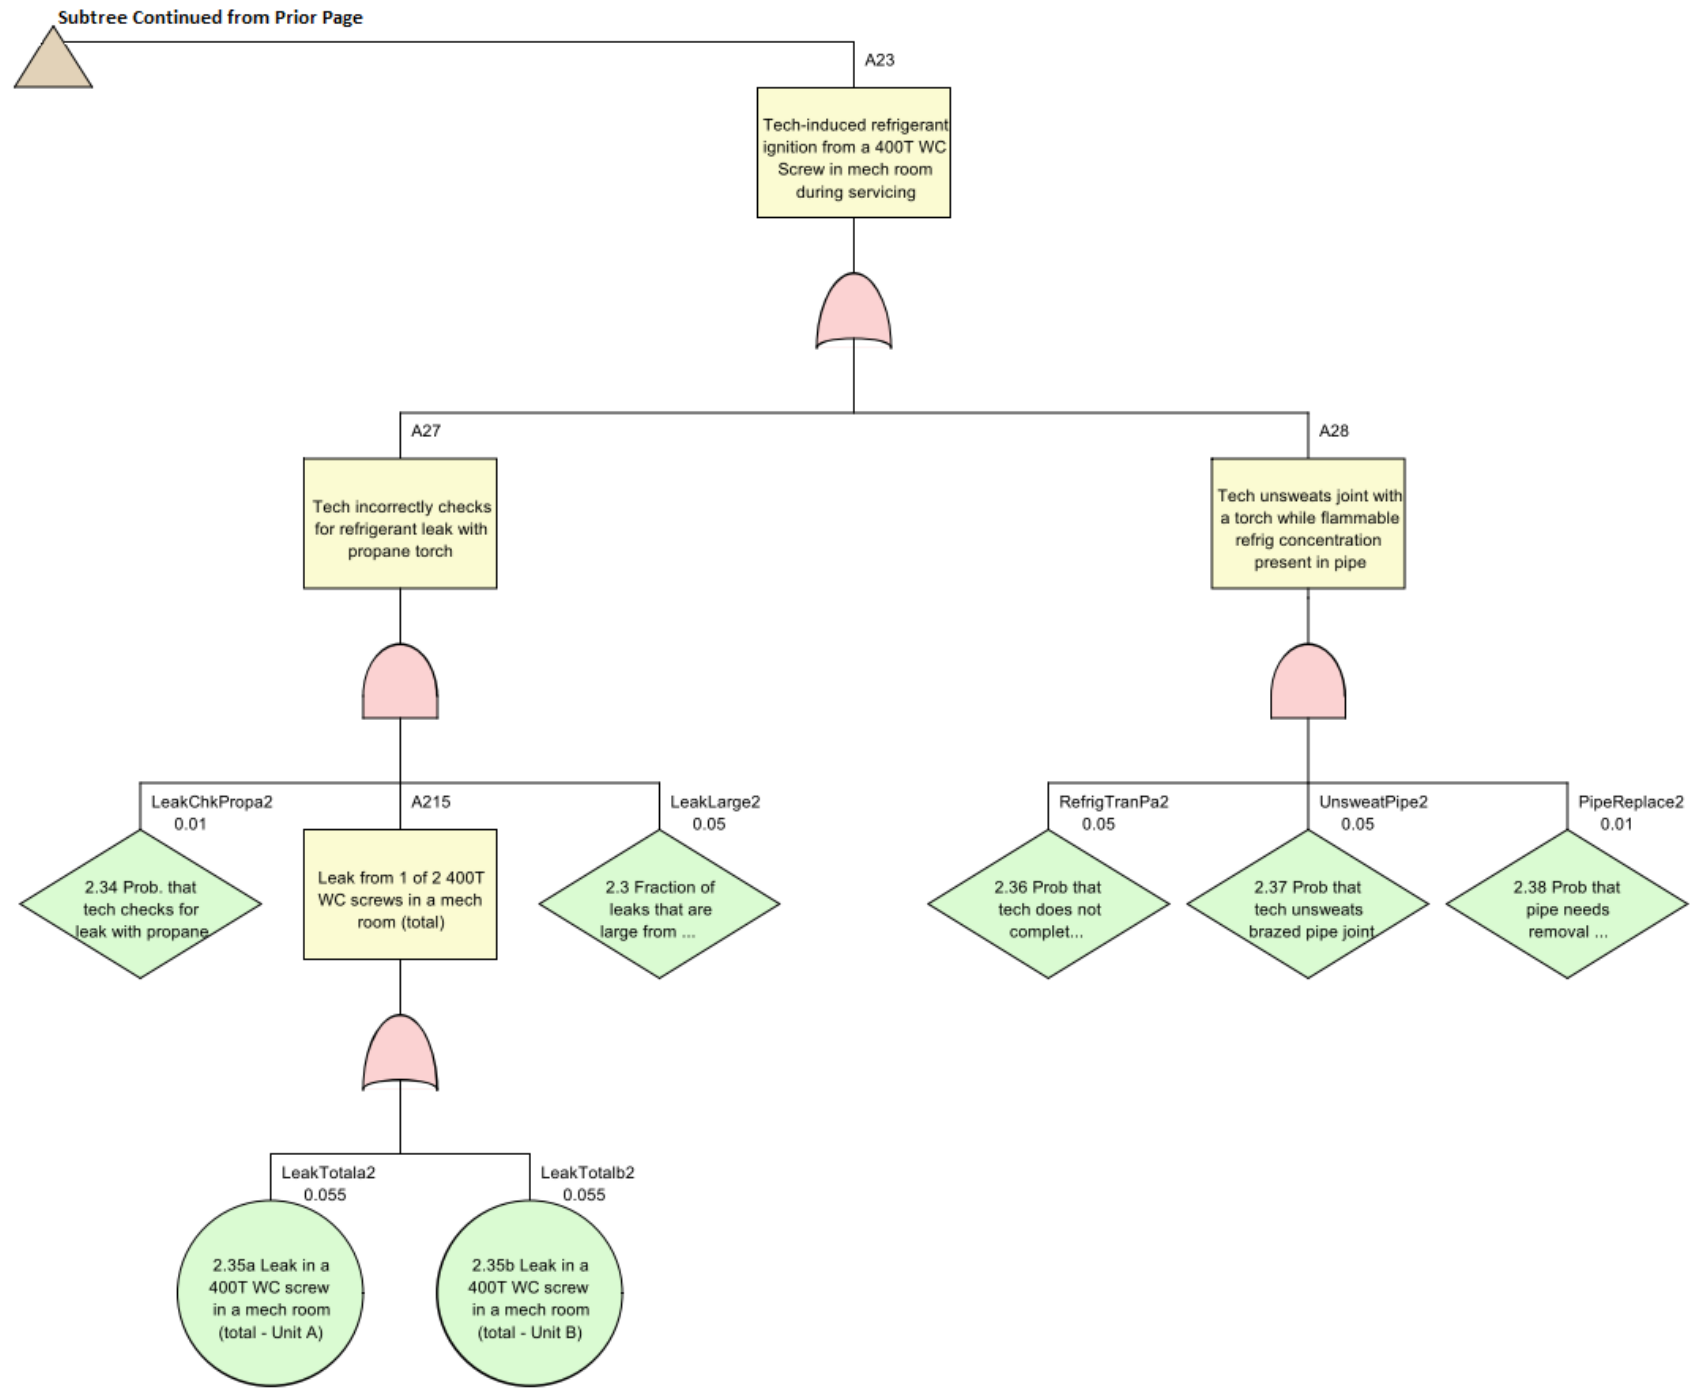 Subtree Continued from Prior Page
A23
Tech-induced refrigerant
ignition from a 400T WC
Screw in mech room
during servicing
A27
Tech incorrectly checks
for refrigerant leak with
propane torch
A28
Tech unsweats joint with
a torch while flammable
refrig concentration
present in pipe
LeakChkPropa2
0.01
2.34 Prob. that
tech checks for
leak with propane
A215
Leak from 1 of 2 400T
WC screws in a mech
room (total)
LeakLarge2
0.05
2.3 Fraction of
leaks that are
large from ...
RefrigTranPa2
0.05
2.36 Prob that
tech does not
complet...
UnsweatPipe2
0.05
2.37 Prob that
tech unsweats
brazed pipe joint
PipeReplace2
0.01
2.38 Prob that
pipe needs
removal ...
LeakTotala2
0.055
2.35a Leak in a
400T WC screw
in a mech room
(total - Unit A)
LeakTotalb2
0.055
2.35b Leak in a
400T WC screw
in a mech room
(total - Unit B)